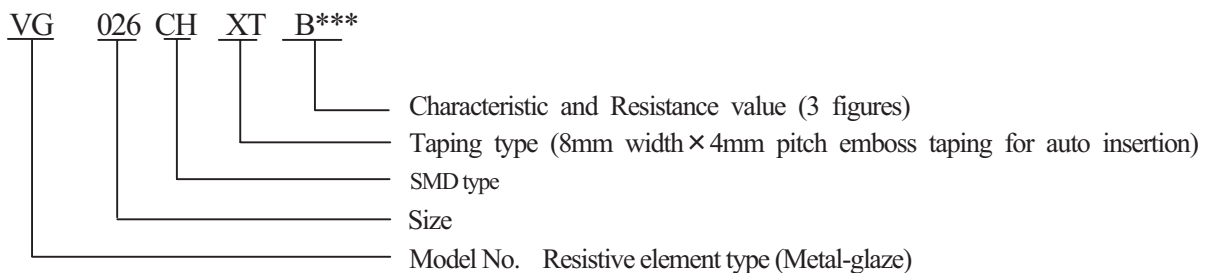 VG 026 CH XT B***
Characteristic and Resistance value (3 figures)
Taping type (8mm width×4mm pitch emboss taping for auto insertion)
SMD type
Size
Model No. Resistive element type (Metal-glaze)